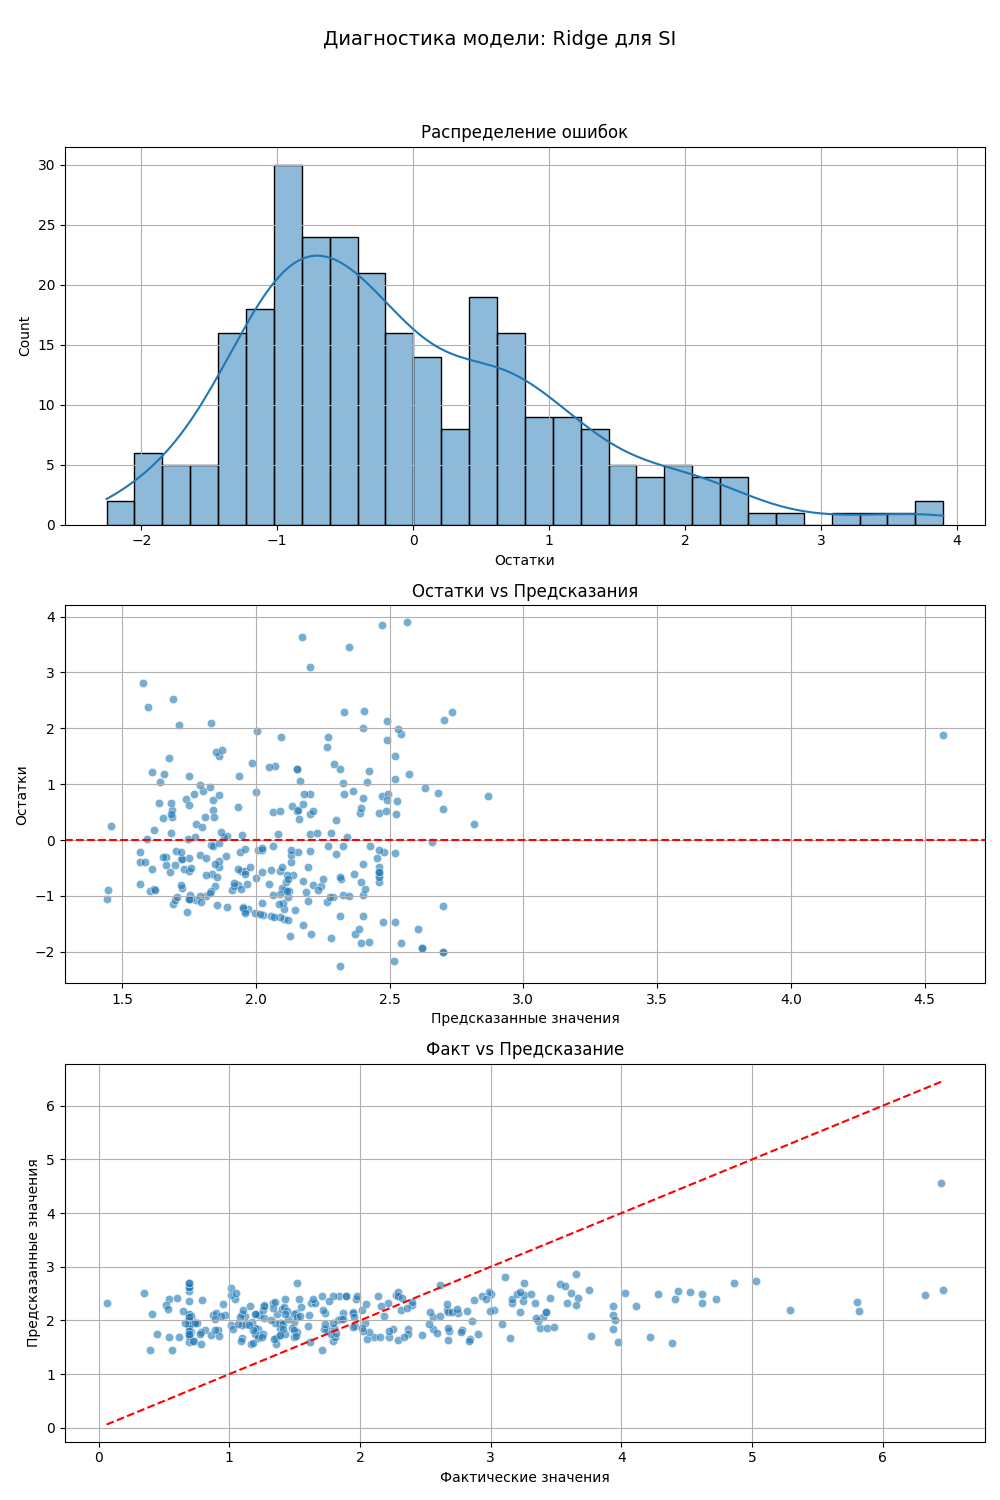 Диагностика модели: Ridge для SI
Распределение ошибок
30
25
20
15
10
5
0
Count
−2 −1 0 1 2 3 4
Остатки
Остатки vs Предсказания
4
3
2
1
0
−1
−2
Остатки
1.5 2.0 2.5 3.0 3.5 4.0 4.5
Предсказанные значения
Факт vs Предсказание
6
5
4
3
2
1
0
Предсказанные значения
0 1 2 3 4 5 6
Фактические значения